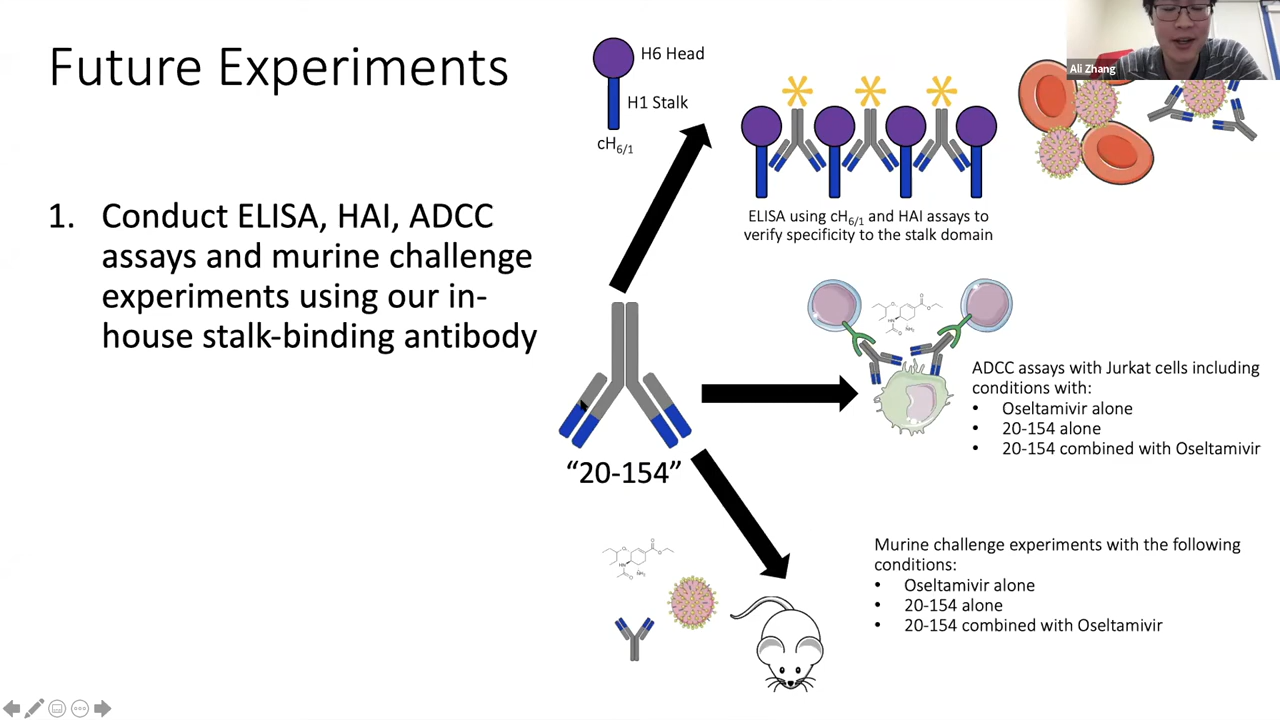 Future Experiments
H6 Head
H1 Stalk
cH6/1
Ali Zhang
1. Conduct ELISA, HAI, ADCC
assays and murine challenge
experiments using our in-
house stalk-binding antibody
ELISA using cH6/1 and HAI assays to
verify specificity to the stalk domain
"20-154"
ADCC assays with Jurkat cells including
conditions with:
• Oseltamivir alone
• 20-154 alone
• 20-154 combined with Oseltamivir
Murine challenge experiments with the following
conditions:
• Oseltamivir alone
• 20-154 alone
• 20-154 combined with Oseltamivir